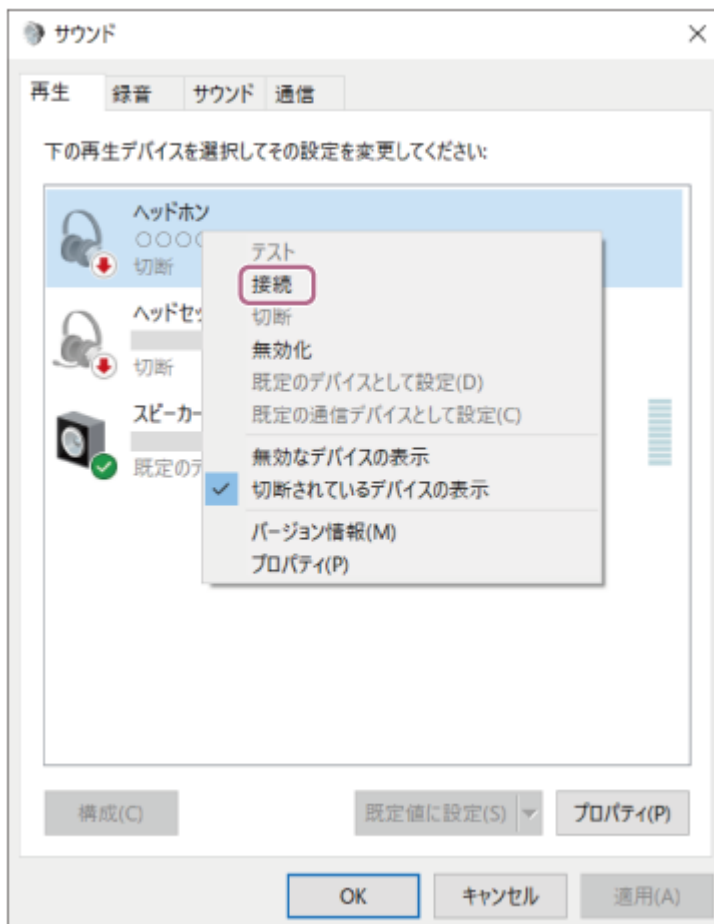 サウンド
再生 録音 サウンド 通信
下の再生デバイスを選択してその設定を変更してください:
ヘッドホン
○○○○
切断
テスト
接続
切断
無効化
既定のデバイスとして設定(D)
既定の通信デバイスとして設定(C)
無効なデバイスの表示
切断されているデバイスの表示
バージョン情報(M)
プロパティ(P)
ヘッドセッ
切断
スピーカー
既定のデ
構成(C) 既定値に設定(S) プロパティ(P)
OK キャンセル 適用(A)